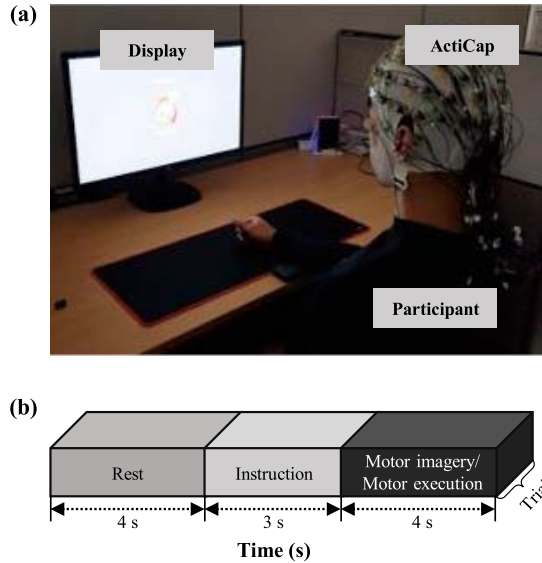 (a)
Display
ActiCap
Participant
(b)
Rest
Instruction
Motor imagery/
Motor execution
4 s
3 s
4 s
Time (s)